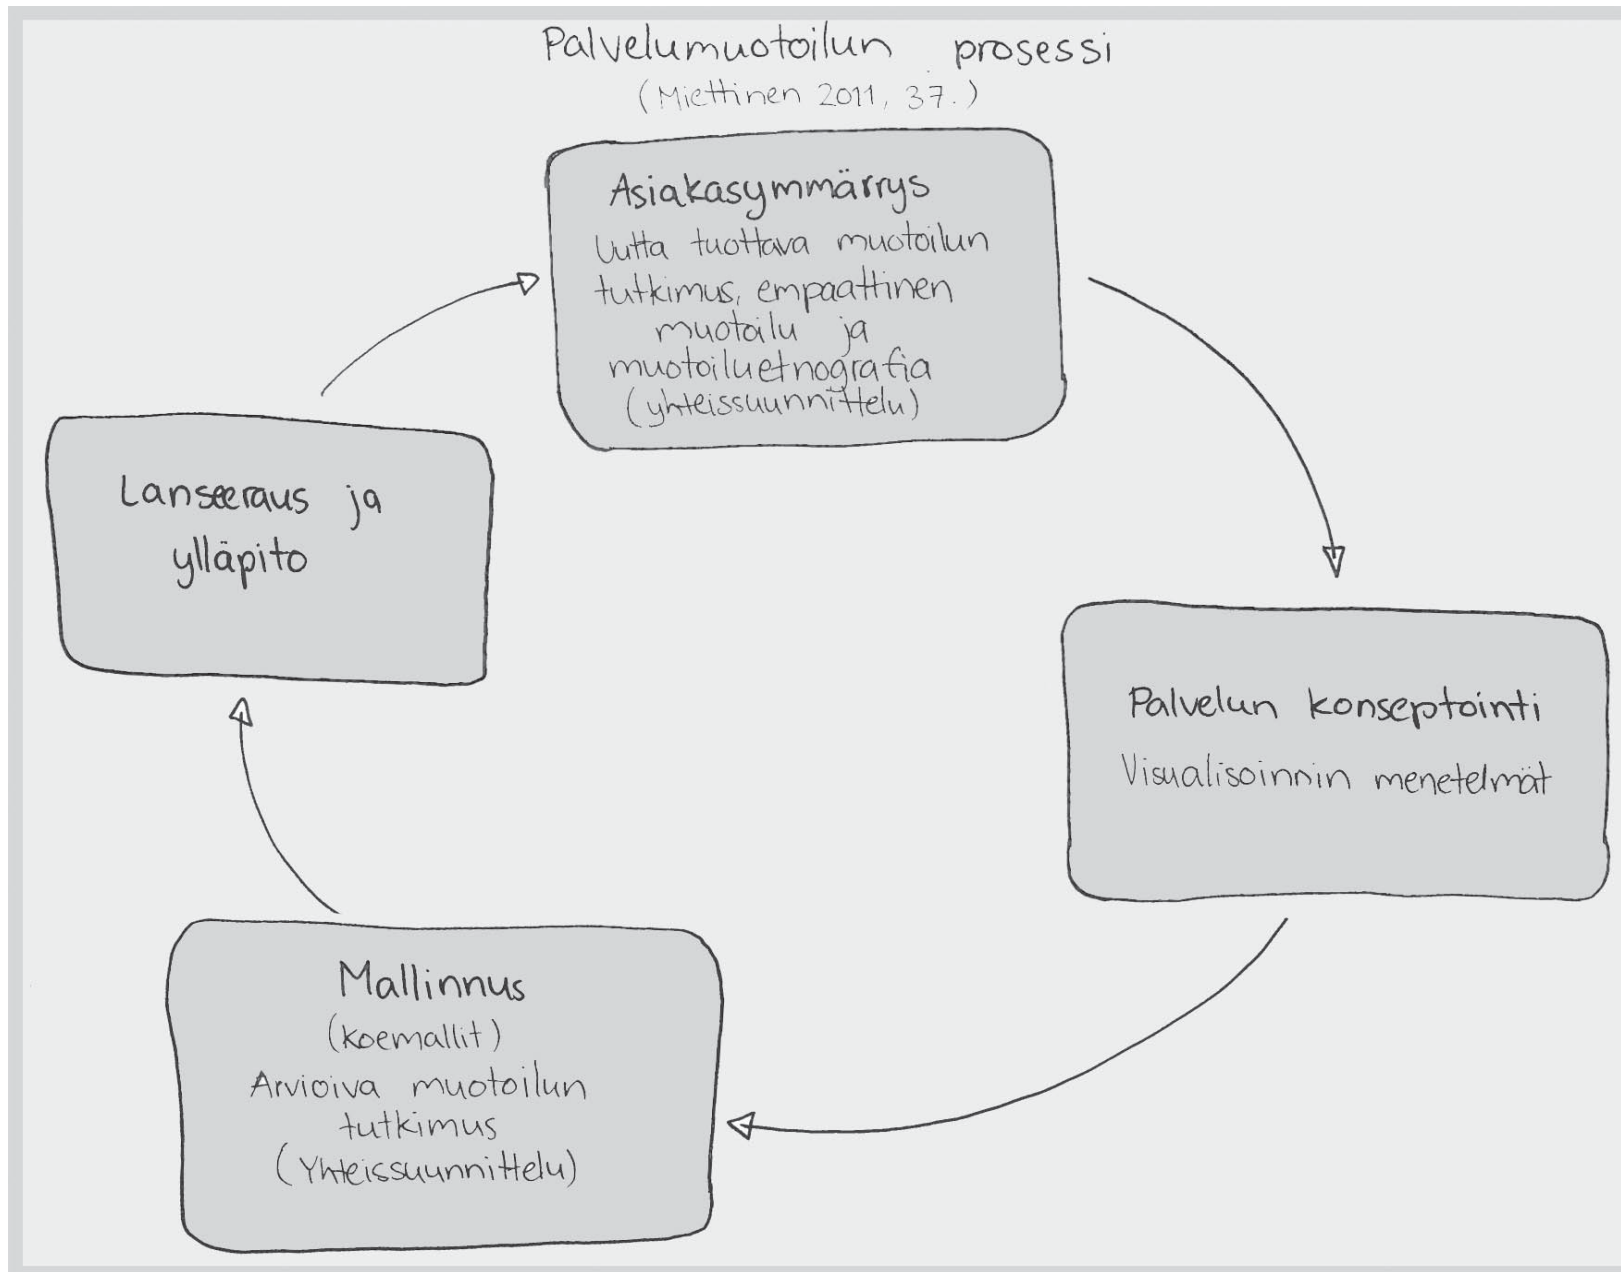 Palvelumuotoilun prosessi
(Miettinen 2011, 37.)
Asiakasymmärrys
Uutta tuottava muotoilun
tutkimus, empaattinen
muotoilu ja
muotoiluetnografia
(yhteissuunnittelu)
Palvelun konseptointi
Visualisoinnin menetelmät
Mallinnus
(koemallit)
Arvioiva muotoilun
tutkimus
(Yhteissuunnittelu)
Lanseeraus ja
ylläpito